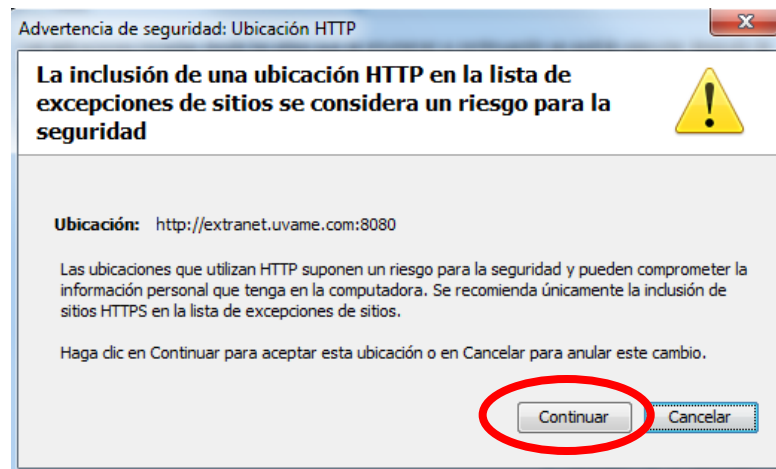 Advertencia de seguridad: Ubicación HTTP
La inclusión de una ubicación HTTP en la lista de
excepciones de sitios se considera un riesgo para la
seguridad
Ubicación: http://extranet.uvame.com:8080
Las ubicaciones que utilizan HTTP suponen un riesgo para la seguridad y pueden comprometer la
información personal que tenga en la computadora. Se recomienda únicamente la inclusión de
sitios HTTPS en la lista de excepciones de sitios.
Haga clic en Continuar para aceptar esta ubicación o en Cancelar para anular este cambio.
Continuar Cancelar